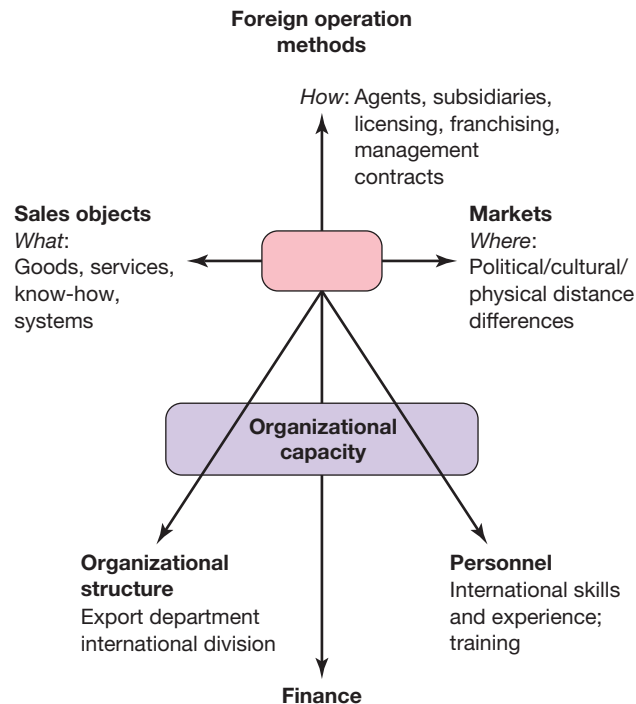 Foreign operation
methods
How: Agents, subsidiaries,
licensing, franchising,
management
contracts
Sales objects
What:
Goods, services,
know-how,
systems
Markets
Where:
Political/cultural/
physical distance
differences
Organizational
capacity
Organizational
structure
Export department
international division
Personnel
International skills
and experience;
training
Finance